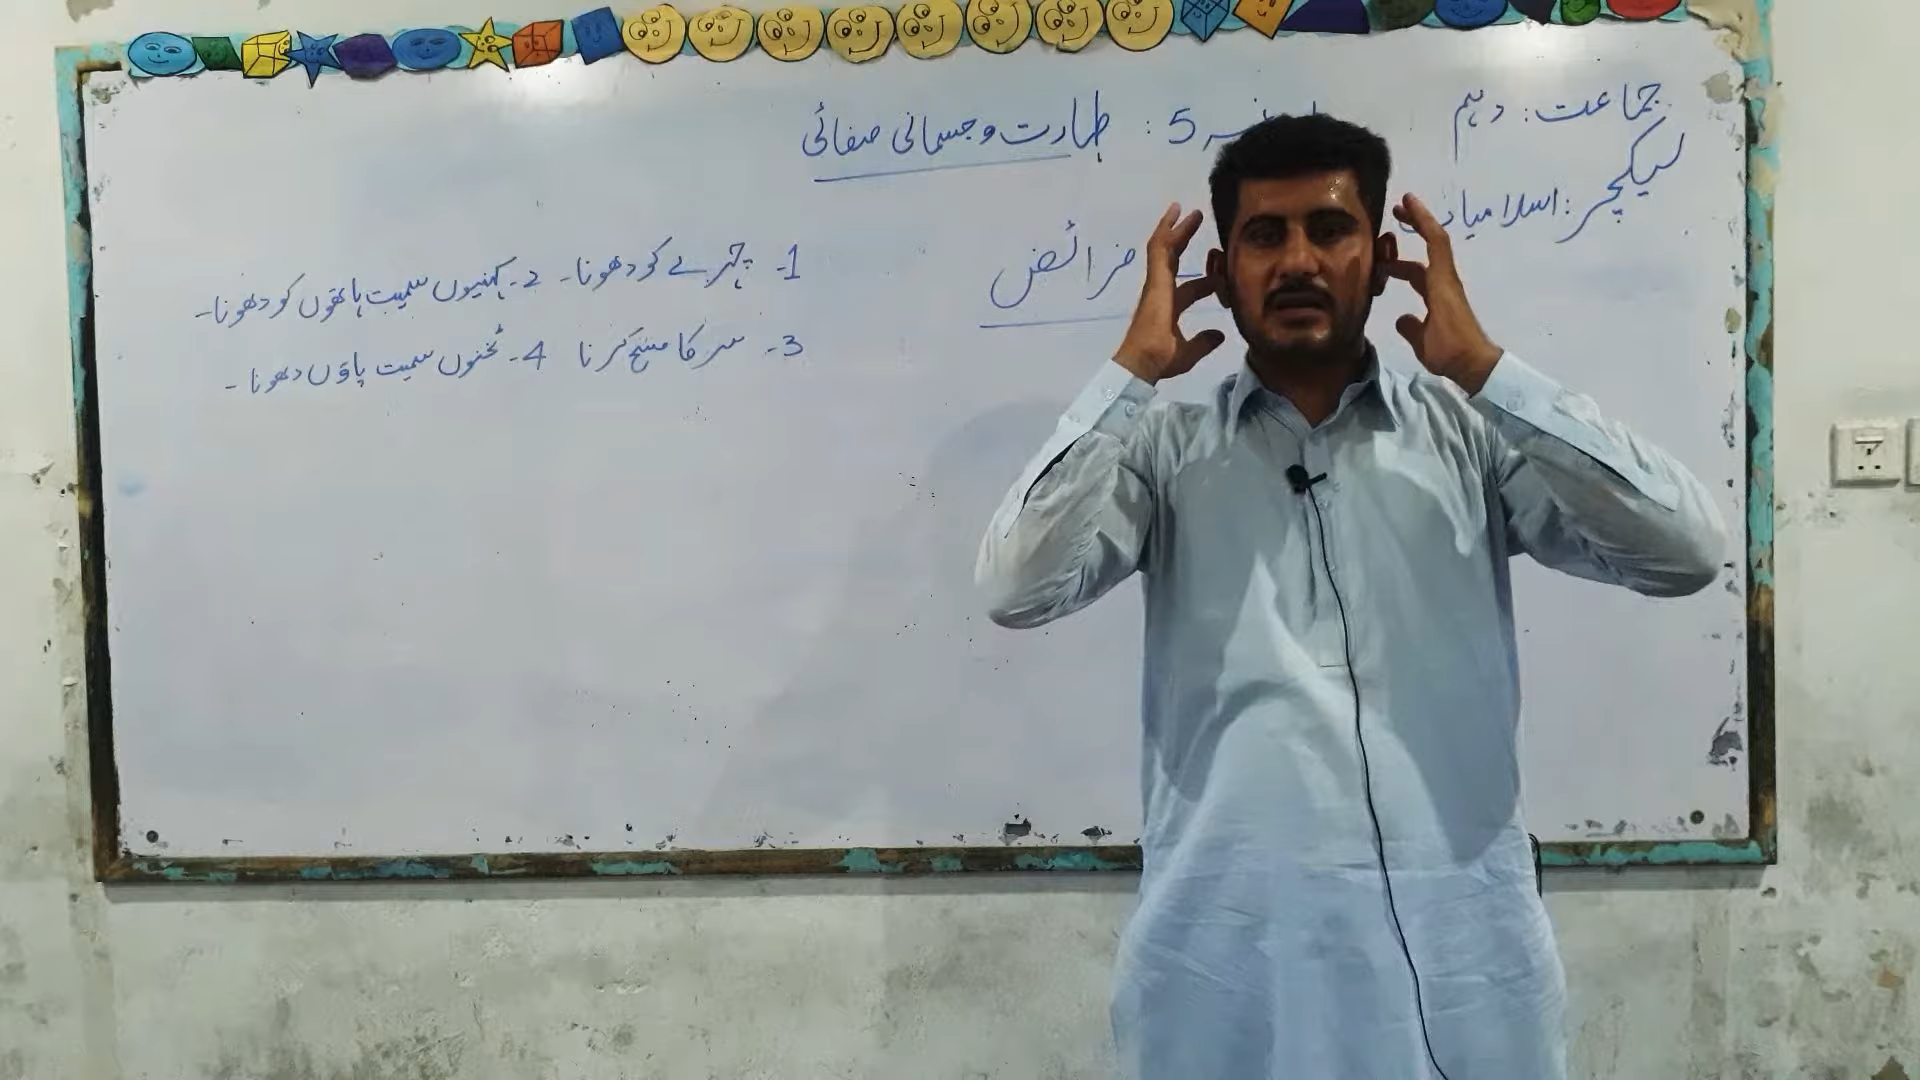 جماعت: دہم
5 : طہارت و جسمانی صفائی
لیکچر: اسلامیات
فرائض
1- چہرے کو دھونا۔ 2- کہنیوں سمیت ہاتھوں کو دھونا۔
3- سر کا مسح کرنا 4- ٹخنوں سمیت پاؤں دھونا۔